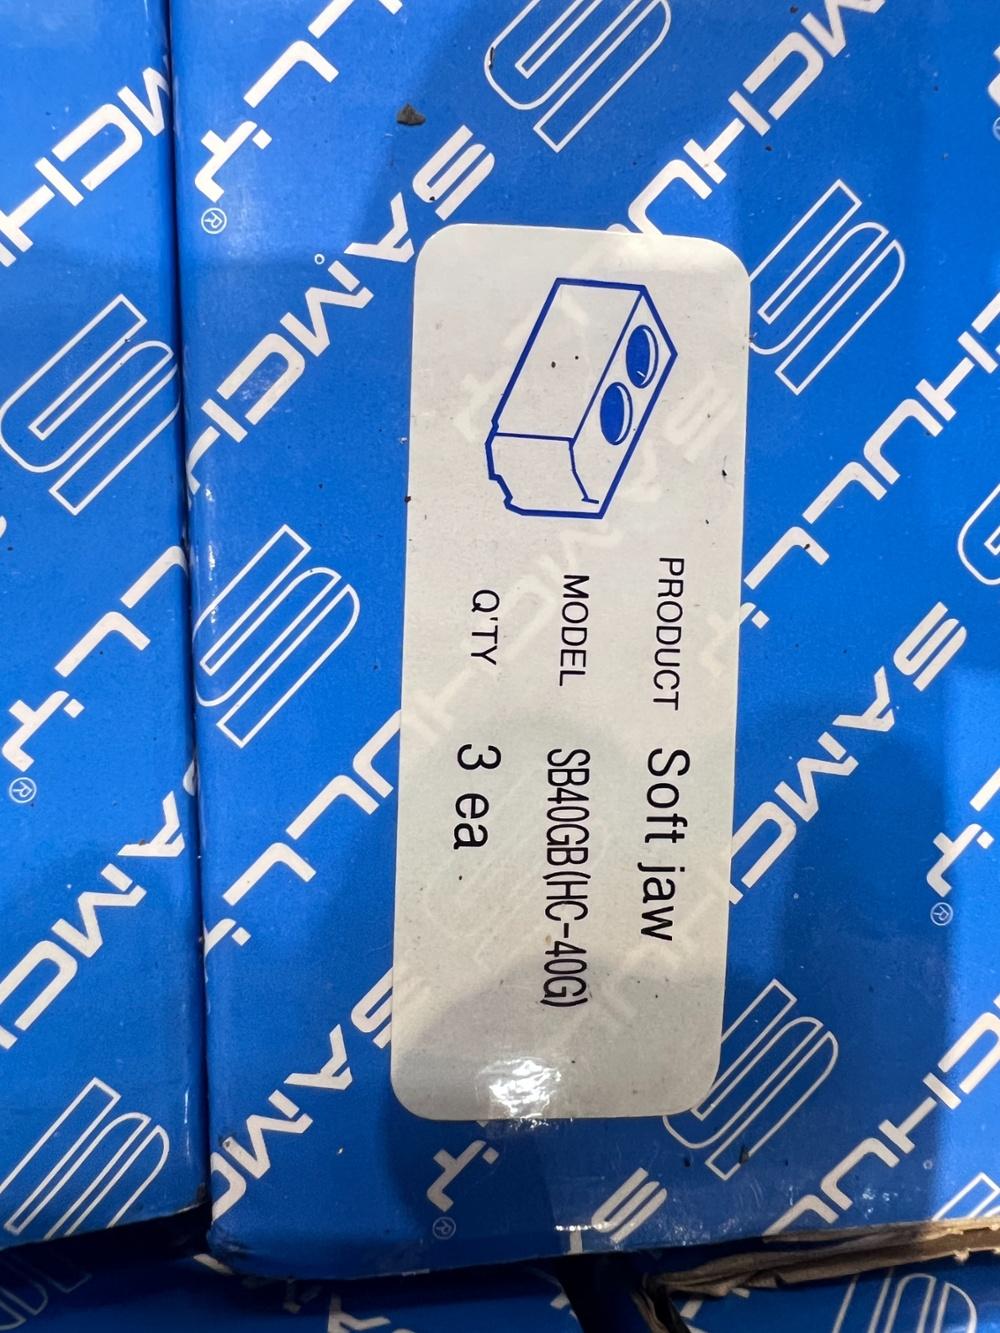 PRODUCT Soft jaw
MODEL SB40GB(HC-40G)
Q'TY 3 ea
SAMCHULLY®
SAMCHULLY®
SAMCHULLY®